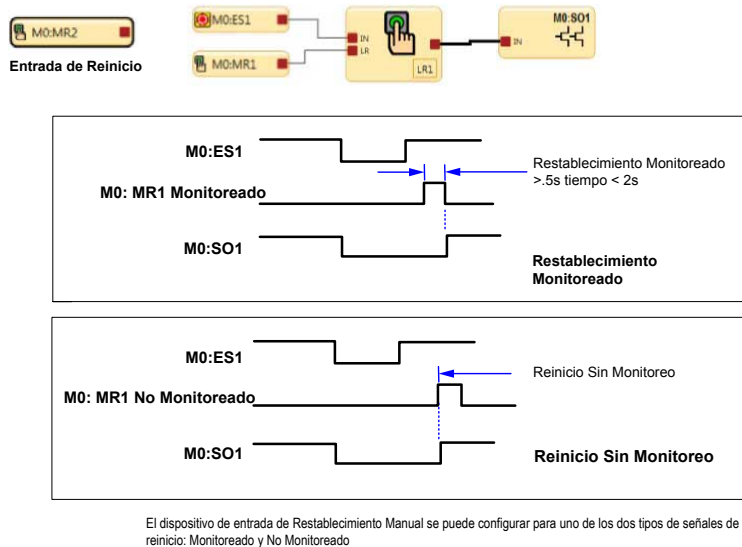 M0:MR2
Entrada de Reinicio
M0:ES1
M0:MR1
IN
LR
LR1
M0:SO1
IN
M0:ES1
M0: MR1 Monitoreado
M0:SO1
Restablecimiento Monitoreado
>.5s tiempo < 2s
Restablecimiento
Monitoreado
M0:ES1
M0: MR1 No Monitoreado
M0:SO1
Reinicio Sin Monitoreo
Reinicio Sin Monitoreo
El dispositivo de entrada de Restablecimiento Manual se puede configurar para uno de los dos tipos de señales de
reinicio: Monitoreado y No Monitoreado